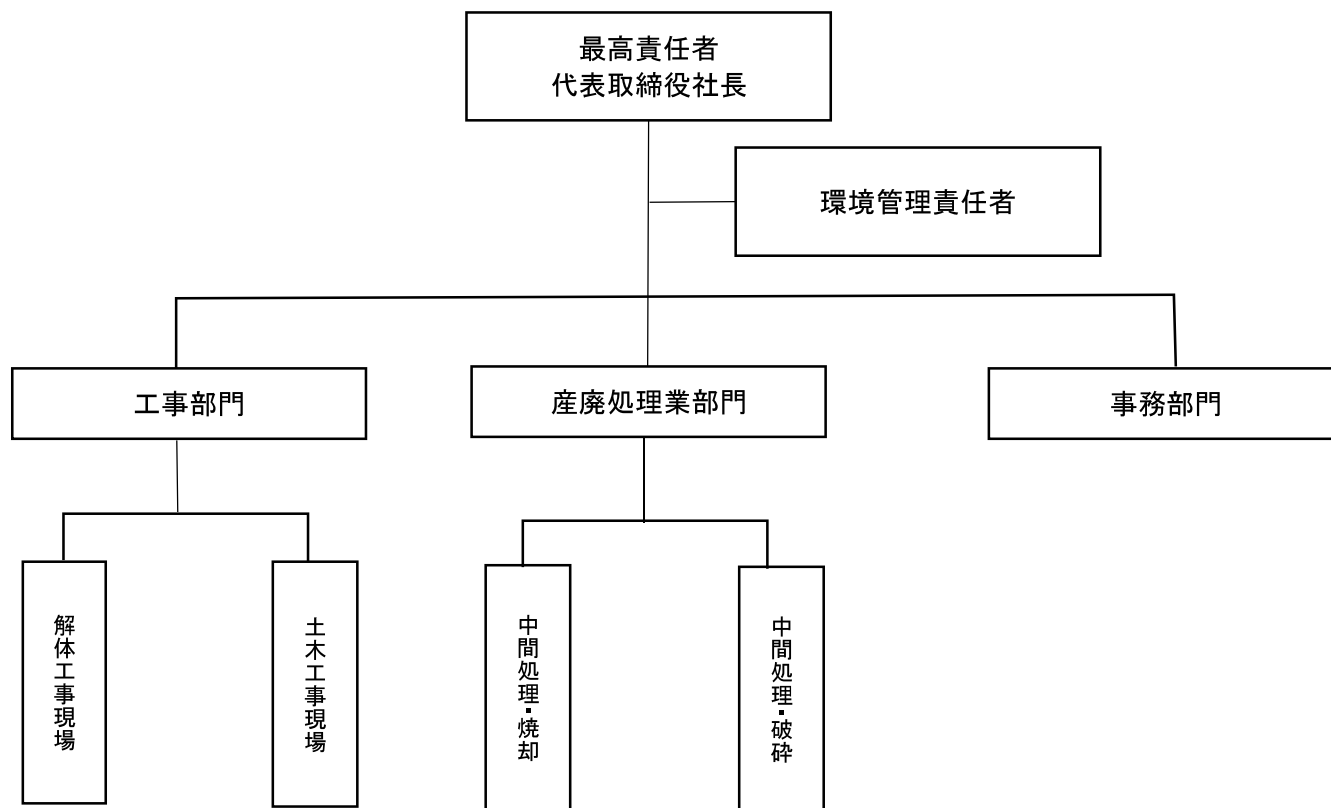 最高責任者
代表取締役社長
環境管理責任者
工事部門
産廃処理業部門
事務部門
解体工事現場
土木工事現場
中間処理・焼却
中間処理・破砕